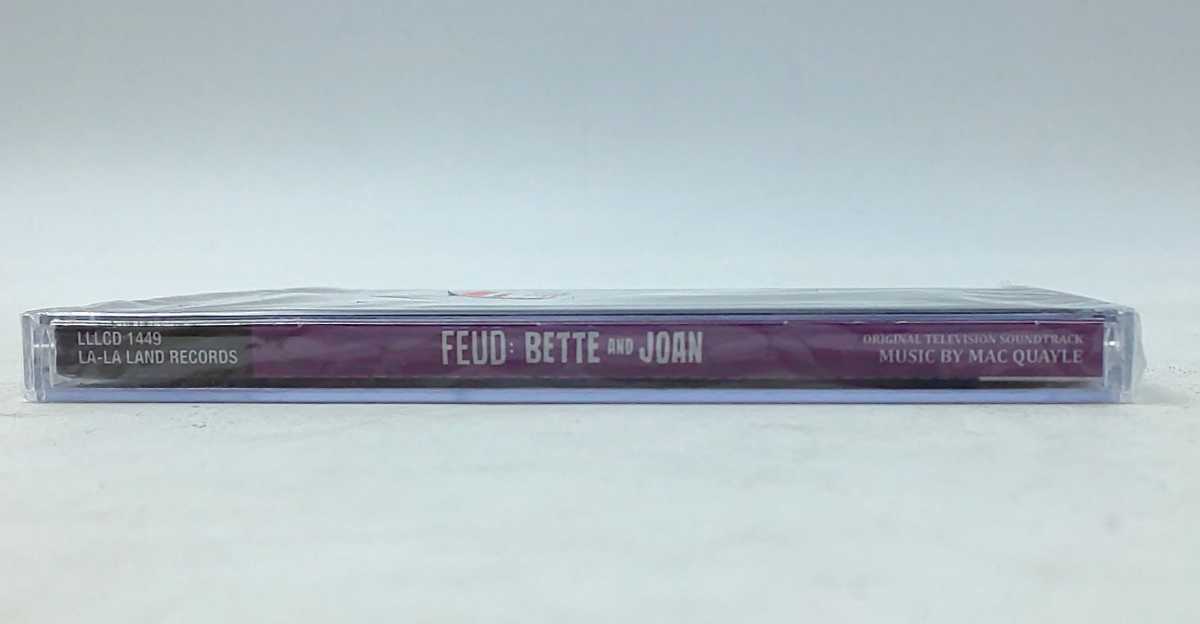 LLLCD 1449
LA-LA LAND RECORDS
FEUD: BETTE AND JOAN
ORIGINAL TELEVISION SOUNDTRACK
MUSIC BY MAC QUAYLE